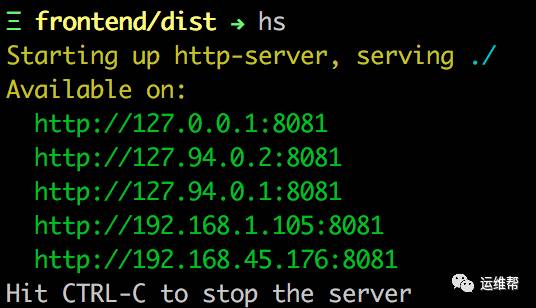 Ξ frontend/dist → hs
Starting up http-server, serving ./
Available on:
http://127.0.0.1:8081
http://127.94.0.2:8081
http://127.94.0.1:8081
http://192.168.1.105:8081
http://192.168.45.176:8081
Hit CTRL-C to stop the server
运维帮